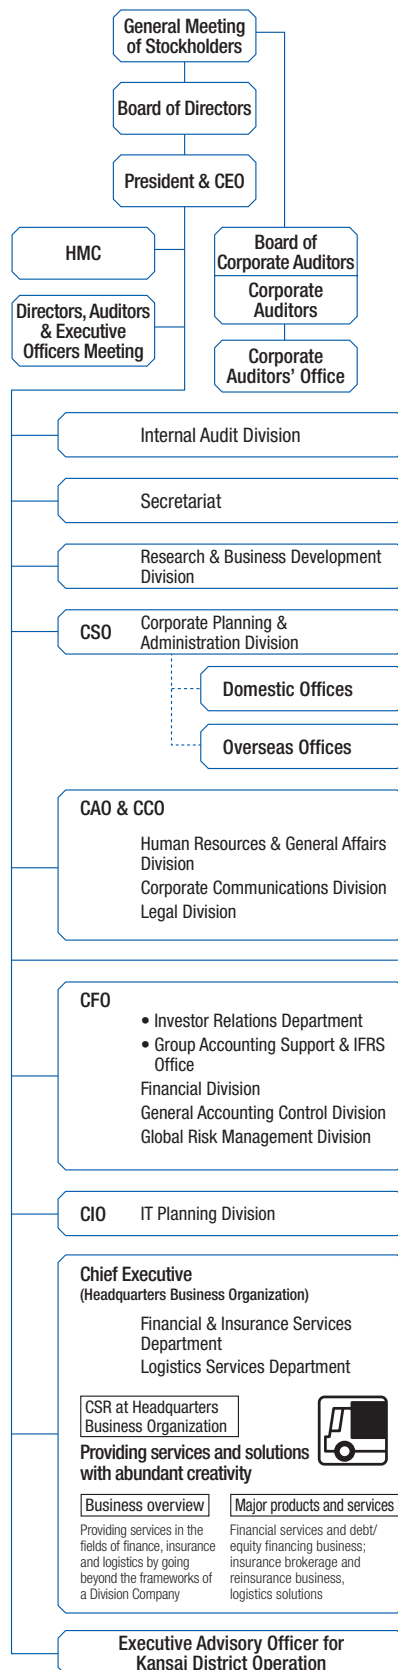 General Meeting
of Stockholders
Board of Directors
President & CEO
HMC
Board of
Corporate Auditors
Corporate
Auditors
Directors, Auditors
& Executive
Officers Meeting
Corporate
Auditors' Office
Internal Audit Division
Secretariat
Research & Business Development
Division
CSO
Corporate Planning &
Administration Division
Domestic Offices
Overseas Offices
CAO & CCO
Human Resources & General Affairs
Division
Corporate Communications Division
Legal Division
CFO
• Investor Relations Department
• Group Accounting Support & IFRS
Office
Financial Division
General Accounting Control Division
Global Risk Management Division
CIO
IT Planning Division
Chief Executive
(Headquarters Business Organization)
Financial & Insurance Services
Department
Logistics Services Department
CSR at Headquarters
Business Organization
Providing services and solutions
with abundant creativity
Business overview
Providing services in the
fields of finance, insurance
and logistics by going
beyond the frameworks of
a Division Company
Major products and services
Financial services and debt/
equity financing business;
insurance brokerage and
reinsurance business,
logistics solutions
Executive Advisory Officer for
Kansai District Operation